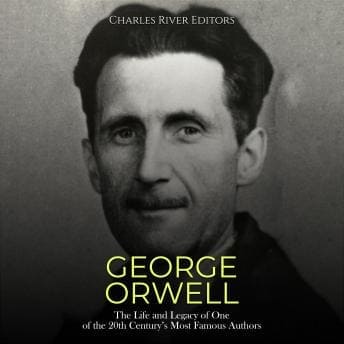 CHARLES RIVER EDITORS
GEORGE
ORWELL
The Life and Legacy of One
of the 20th Century's Most Famous Authors